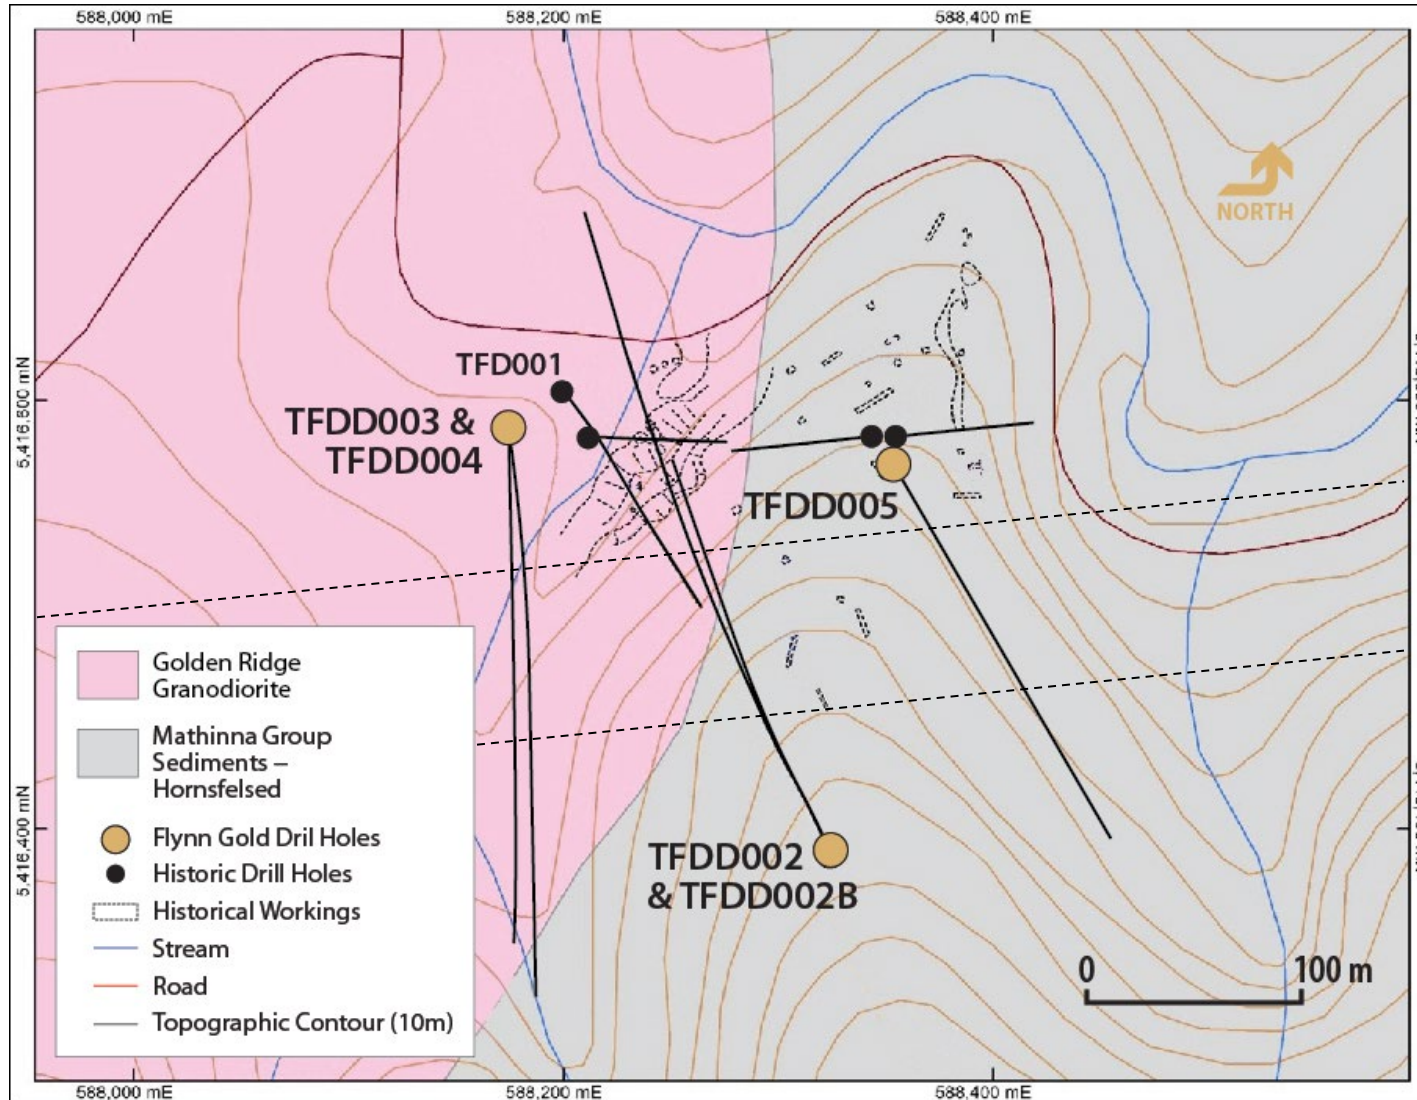 588,000 mE
588,200 mE
588,400 mE
NORTH
TFD001
5,416,800 mN
TFDD003 &
TFDD004
TFDD005
Golden Ridge
Granodiorite
Mathinna Group
Sediments –
Hornsfelsed
Flynn Gold Dril Holes
Historic Drill Holes
Historical Workings
Stream
Road
Topographic Contour (10m)
5,416,400 mN
TFDD002
& TFDD002B
0
100 m
588,000 mE
588,200 mE
588,400 mE